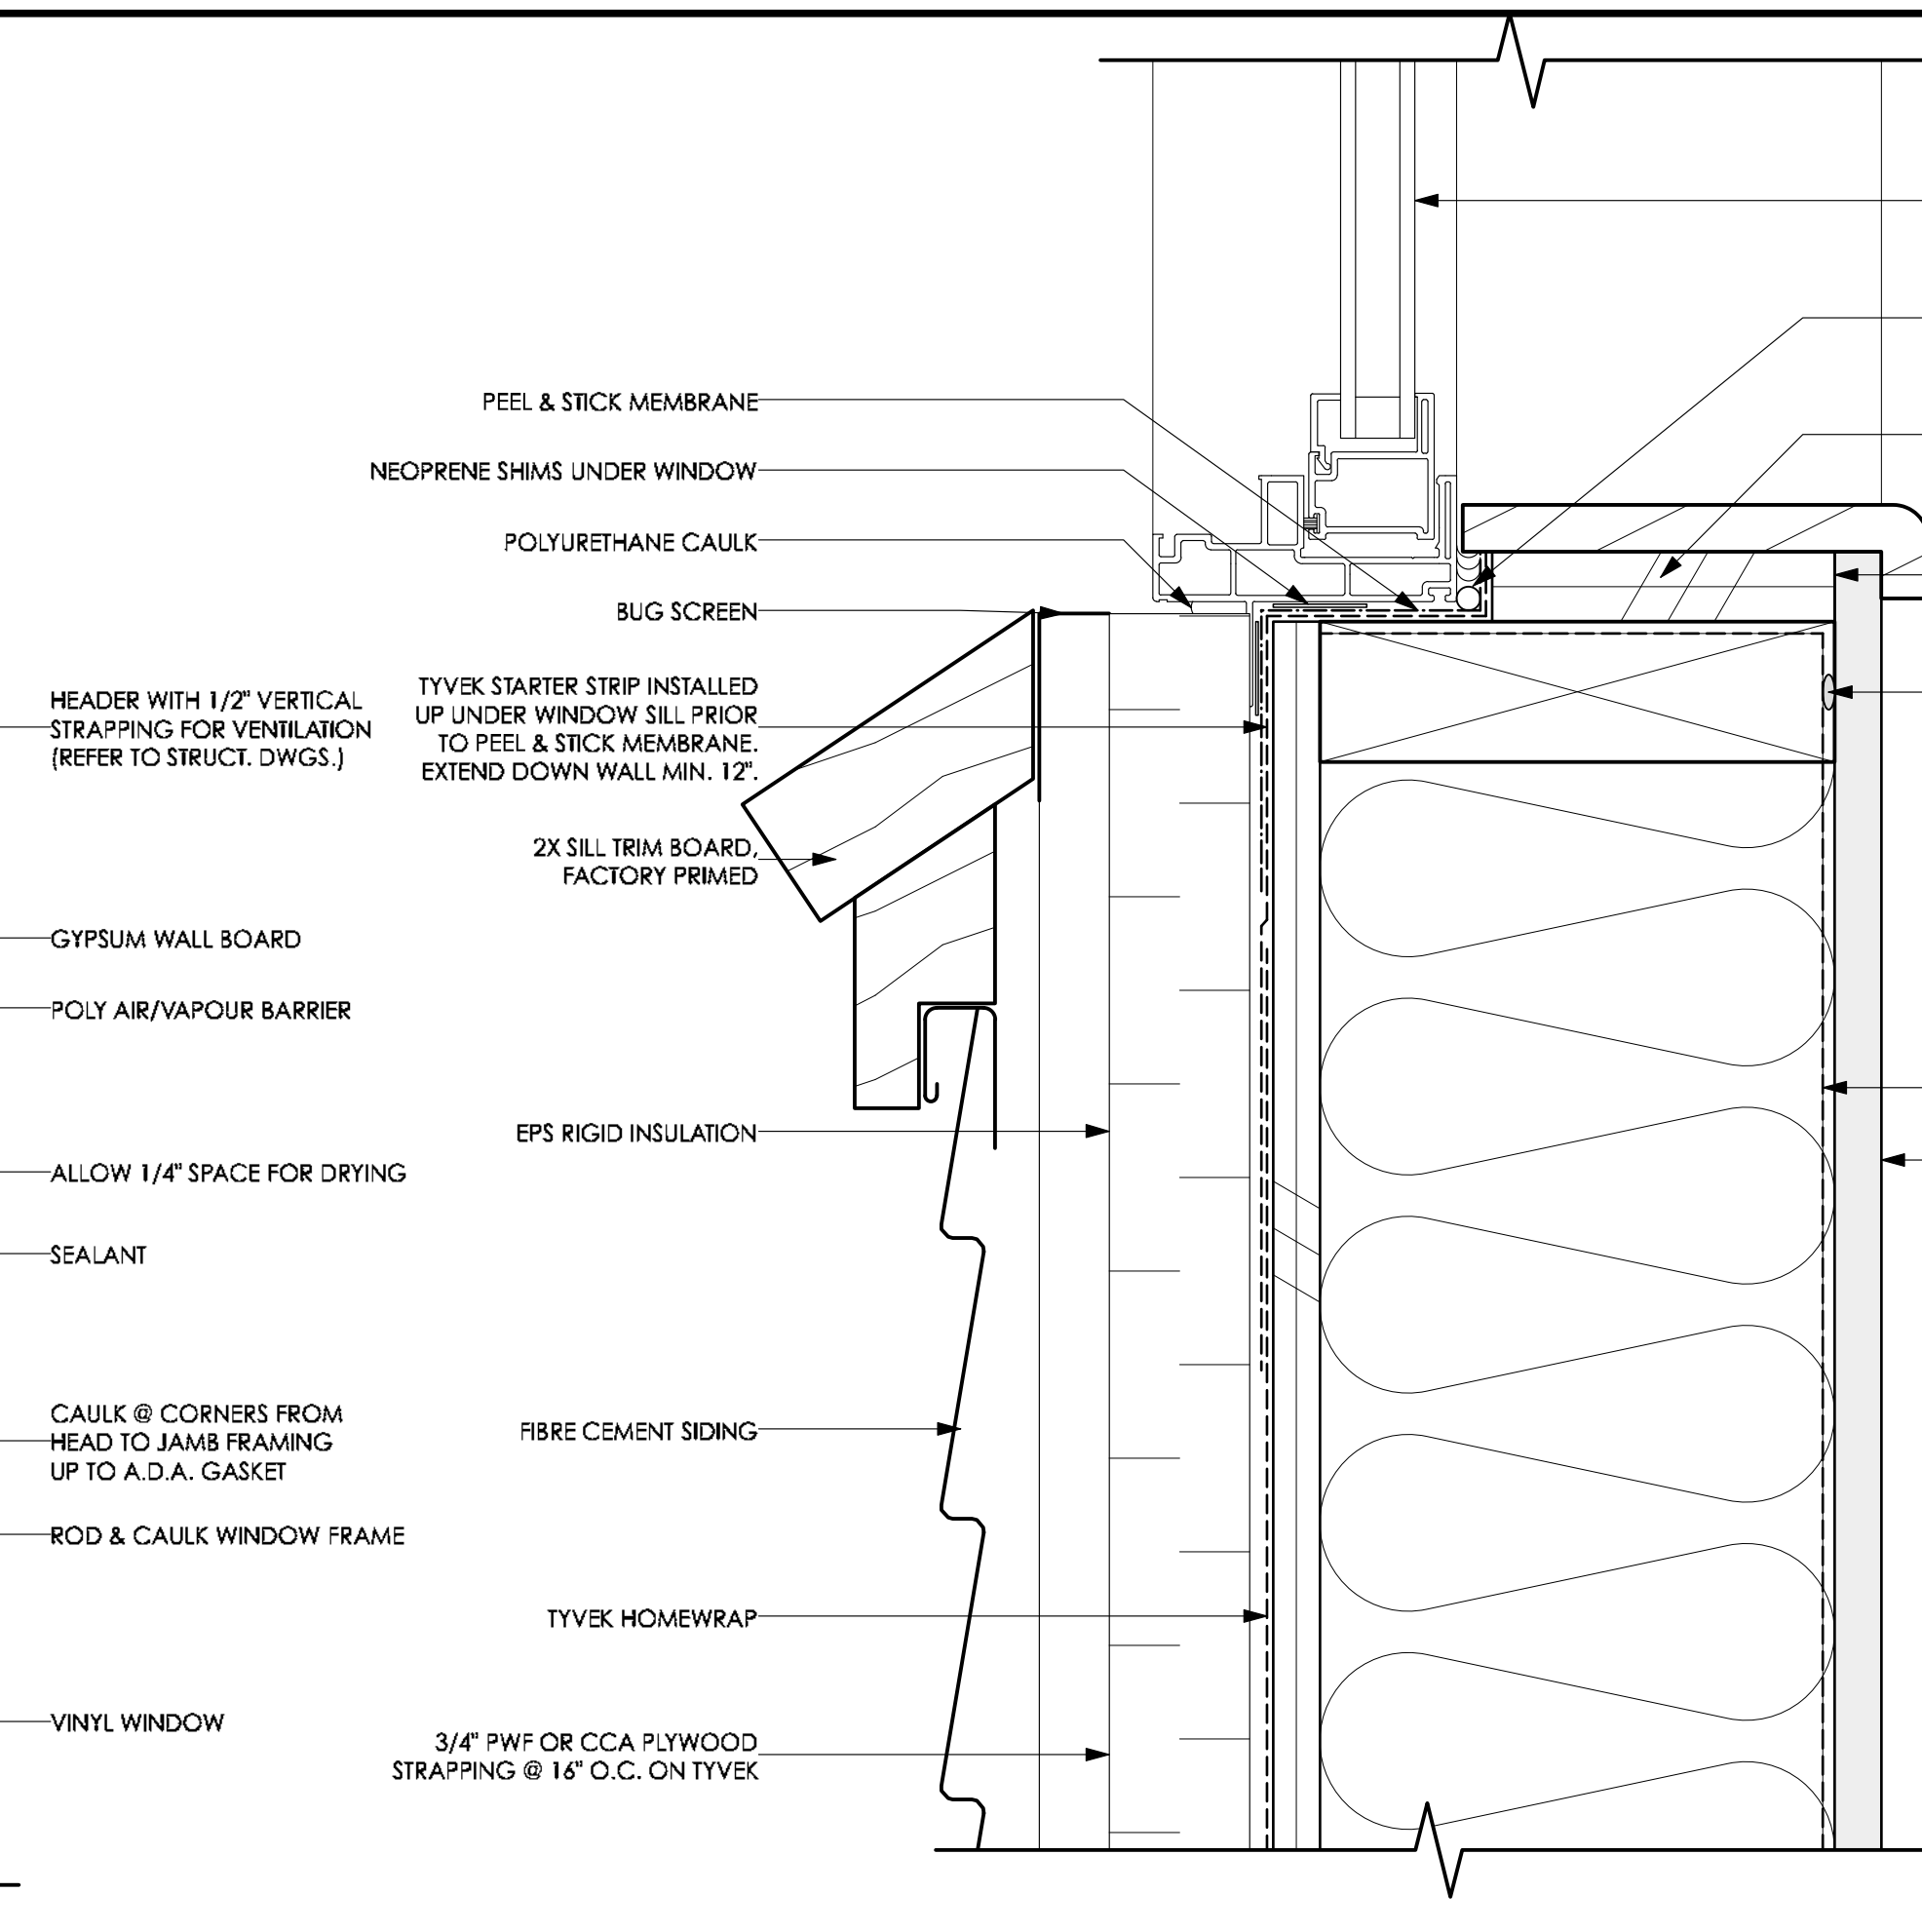 HEADER WITH 1/2" VERTICAL
STRAPPING FOR VENTILATION
(REFER TO STRUCT. DWGS.)
GYPSUM WALL BOARD
POLY AIR/VAPOUR BARRIER
ALLOW 1/4" SPACE FOR DRYING
SEALANT
CAULK @ CORNERS FROM
HEAD TO JAMB FRAMING
UP TO A.D.A. GASKET
ROD & CAULK WINDOW FRAME
VINYL WINDOW
PEEL & STICK MEMBRANE
NEOPRENE SHIMS UNDER WINDOW
POLYURETHANE CAULK
BUG SCREEN
TYVEK STARTER STRIP INSTALLED
UP UNDER WINDOW SILL PRIOR
TO PEEL & STICK MEMBRANE.
EXTEND DOWN WALL MIN. 12".
2X SILL TRIM BOARD,
FACTORY PRIMED
EPS RIGID INSULATION
FIBRE CEMENT SIDING
TYVEK HOMEWRAP
3/4" PWF OR CCA PLYWOOD
STRAPPING @ 16" O.C. ON TYVEK